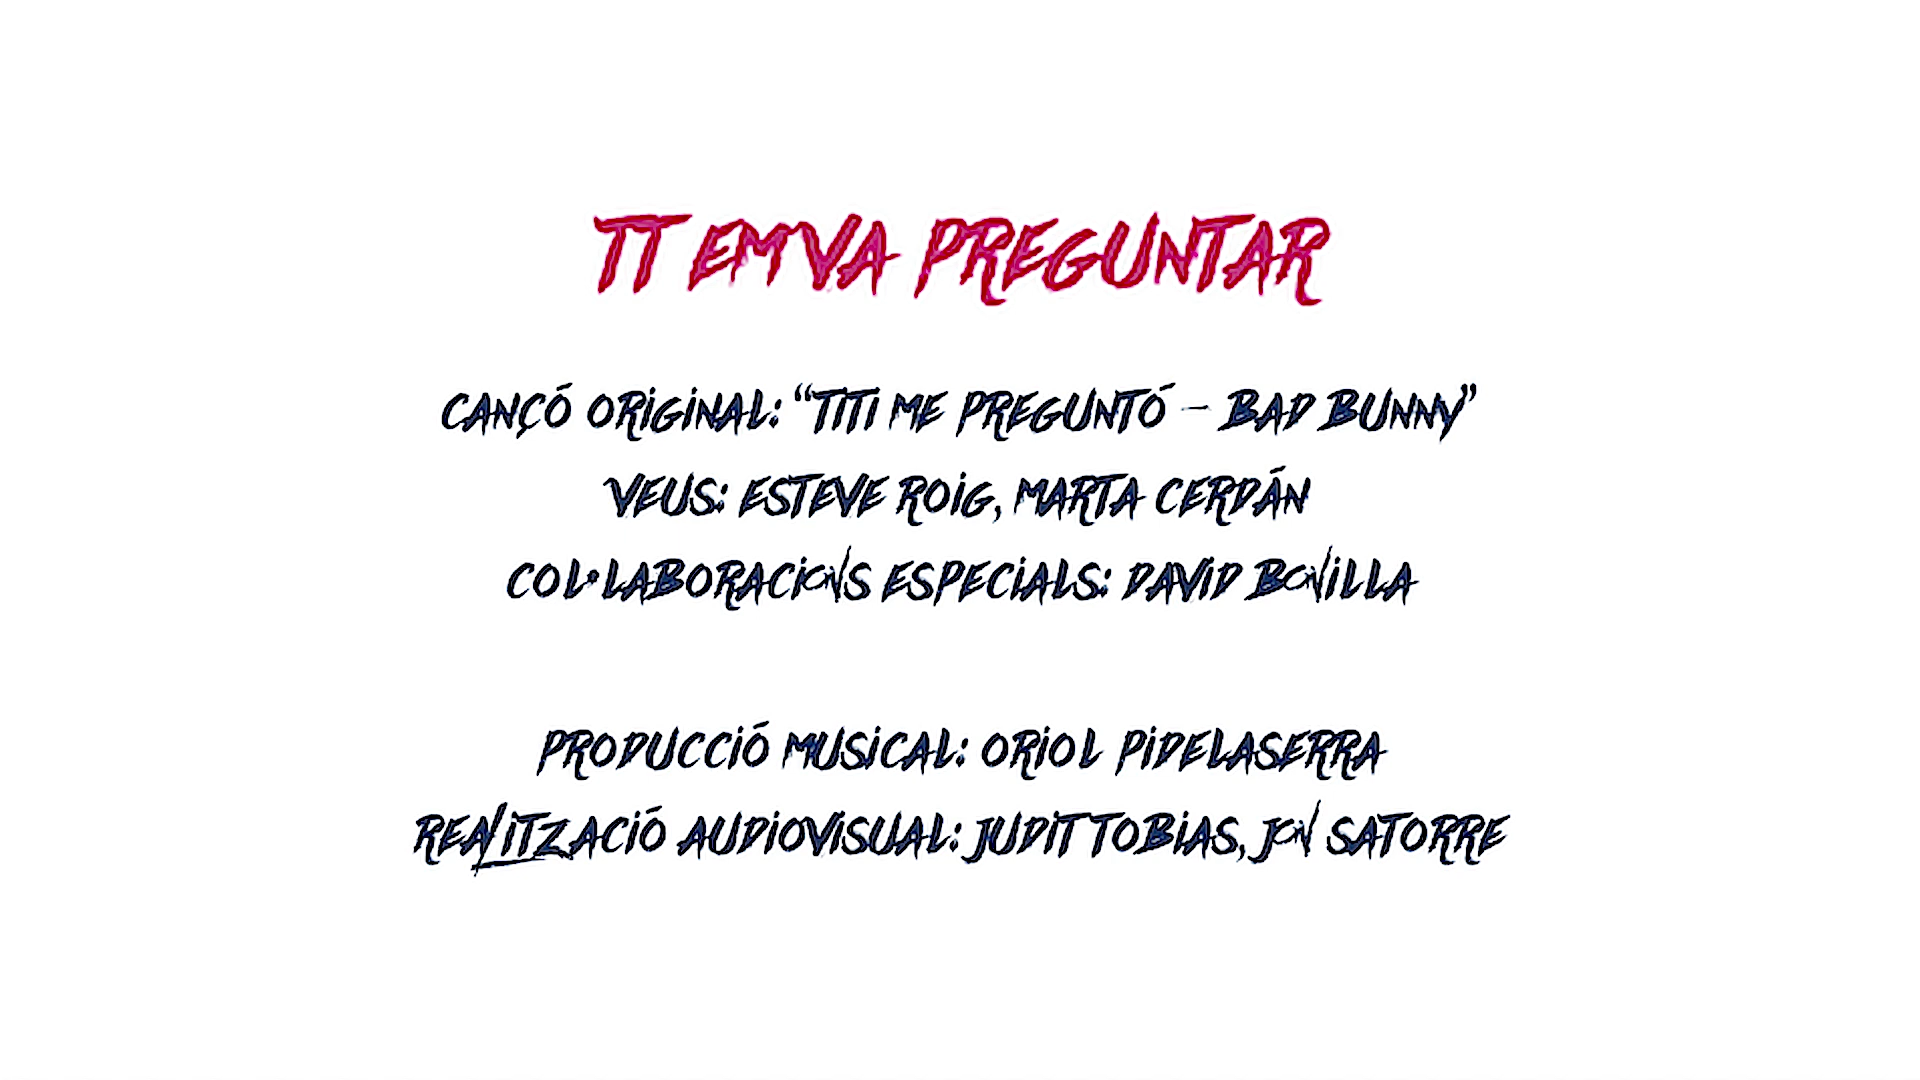 TT EM VA PREGUNTAR
CANÇÓ ORIGINAL: “TITI ME PREGUNTÓ – BAD BUNNY”
VEUS: ESTEVE ROIG, MARTA CERDÁN
COL·LABORACIONS ESPECIALS: DAVID BONILLA
PRODUCCIÓ MUSICAL: ORIOL PIDELASERRA
REALITZACIÓ AUDIOVISUAL: JUDIT TOBIAS, JON SATORRE